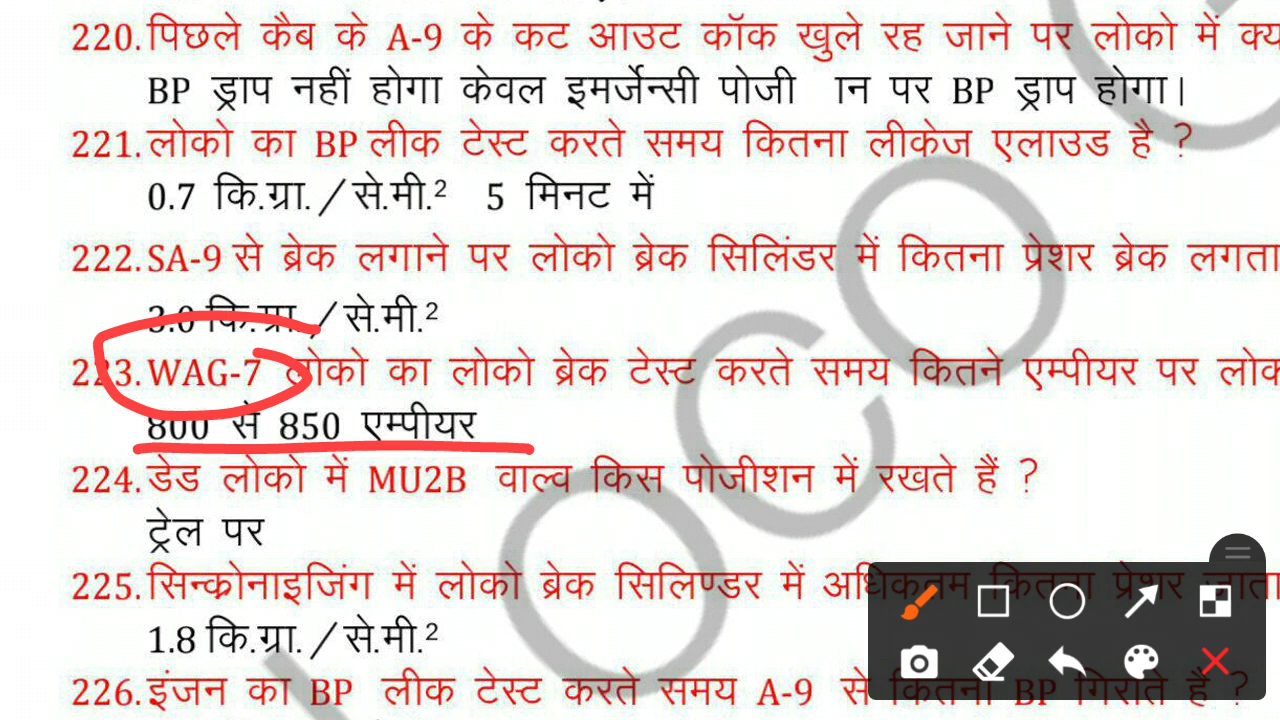 220. पिछले कैब के A-9 के कट आउट कॉक खुले रह जाने पर लोको में क्य
BP ड्राप नहीं होगा केवल इमर्जेन्सी पोजी ान पर BP ड्राप होगा।
221. लोको का BP लीक टेस्ट करते समय कितना लीकेज एलाउड है ?
0.7 कि.ग्रा./से.मी.² 5 मिनट में
222. SA-9 से ब्रेक लगाने पर लोको ब्रेक सिलिंडर में कितना प्रेशर ब्रेक लगता
3.0 कि.ग्रा./से.मी.²
223. WAG-7 लोको का लोको ब्रेक टेस्ट करते समय कितने एम्पीयर पर लोक
800 से 850 एम्पीयर
224. डेड लोको में MU2B वाल्व किस पोजीशन में रखते हैं ?
ट्रेल पर
225. सिन्क्रोनाइजिंग में लोको ब्रेक सिलिण्डर में अधिकतम कितना प्रेशर जाता
1.8 कि.ग्रा./से.मी.²
226. इंजन का BP लीक टेस्ट करते समय A-9 से कितना BP गिराते हैं ?
LOCO